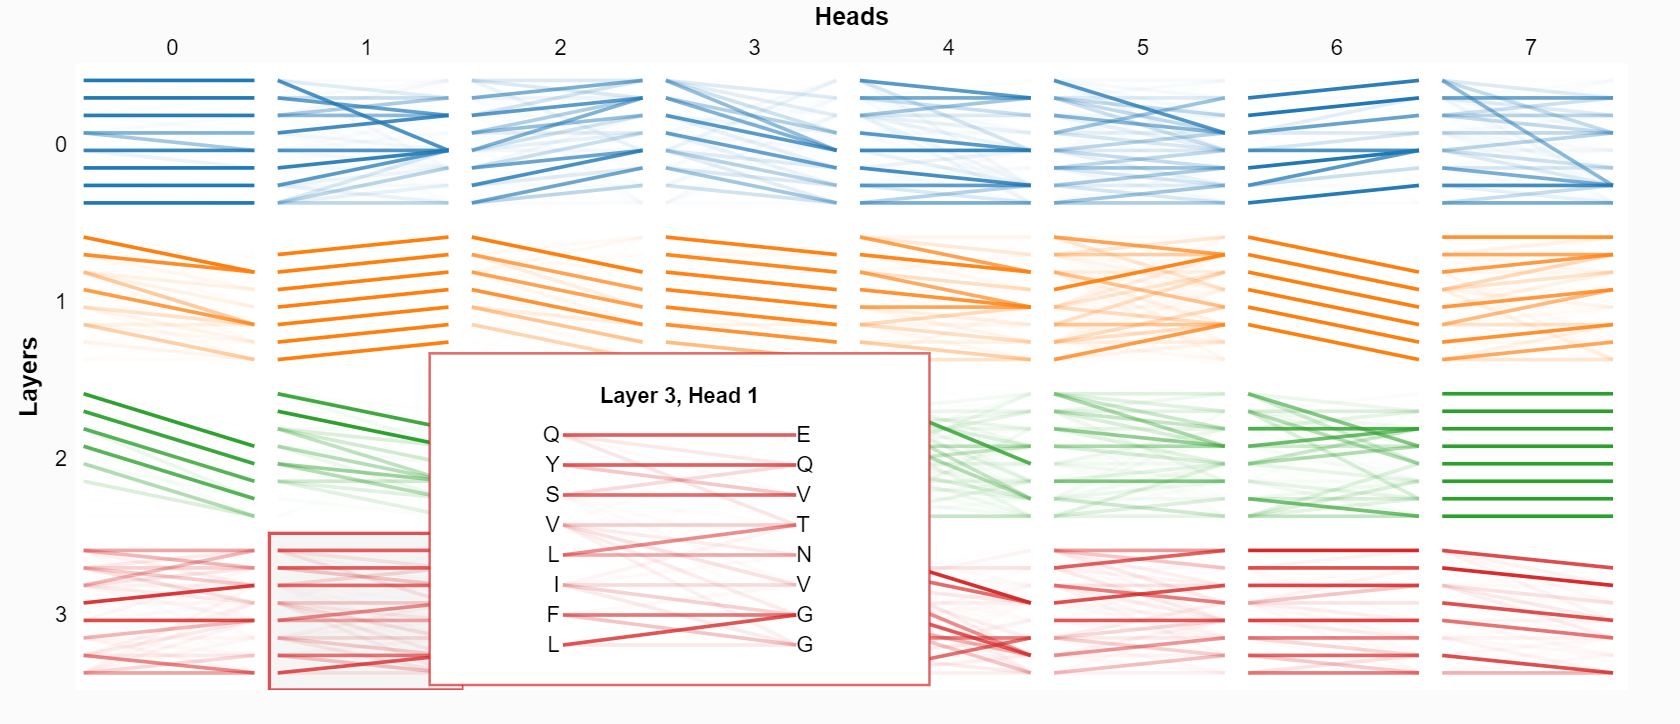 Heads
0 1 2 3 4 5 6 7
Layers
0
1
2
3
Layer 3, Head 1
Q E
Y Q
S V
V T
L N
I V
F G
L G